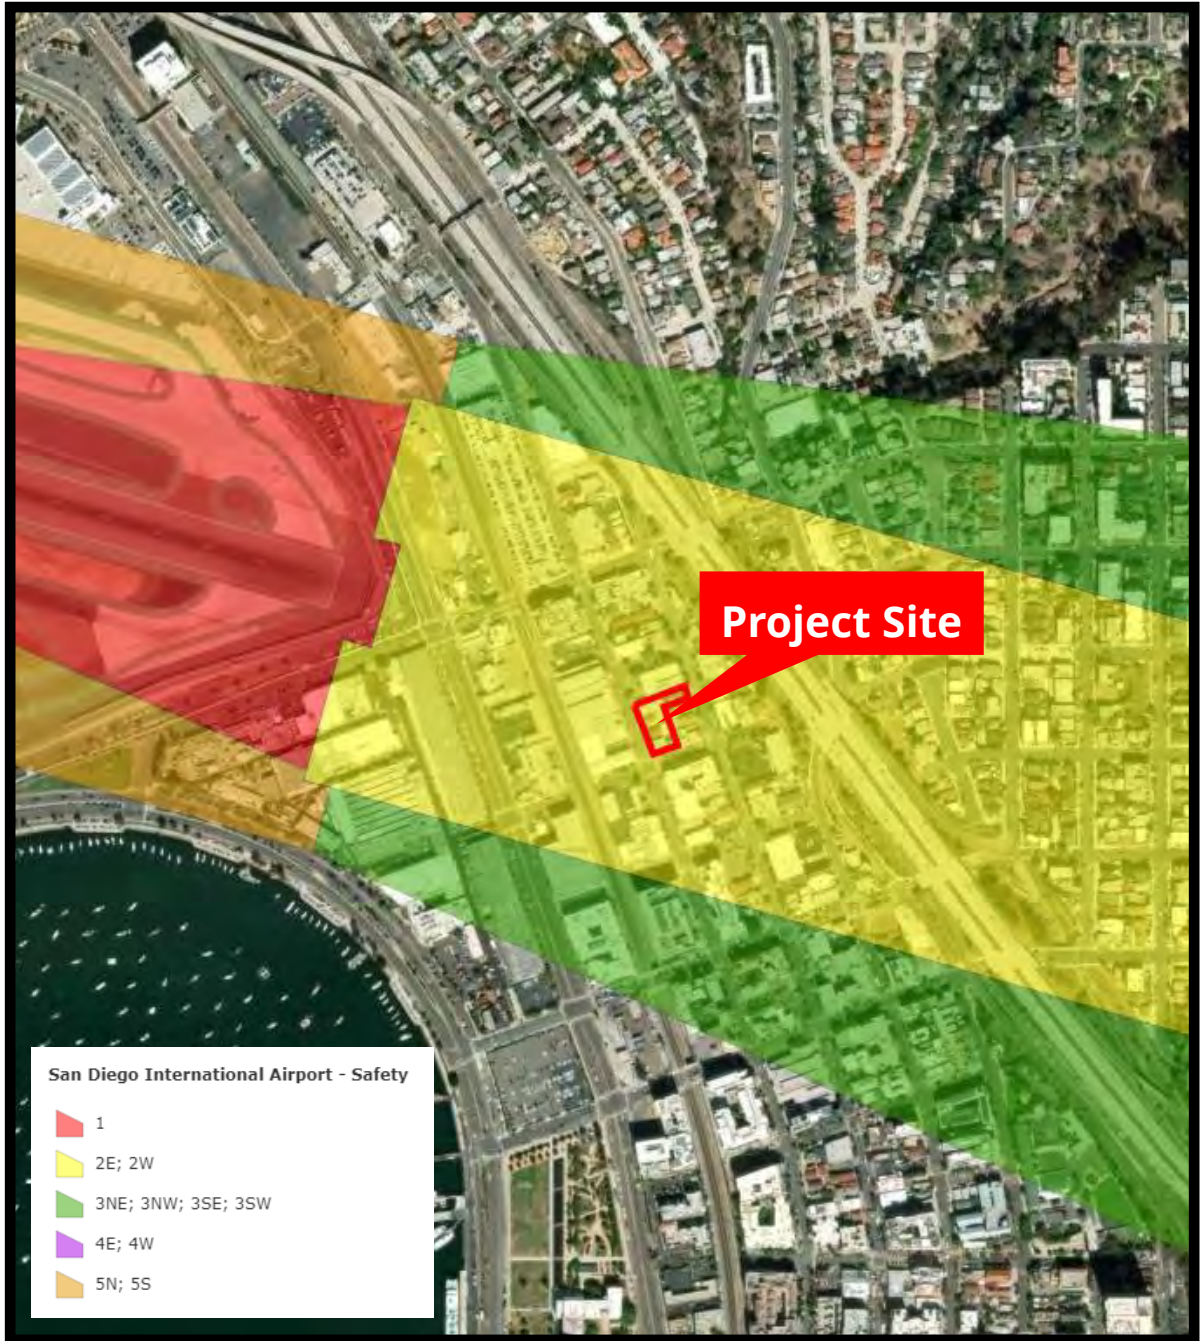 Project Site
San Diego International Airport - Safety
1
2E; 2W
3NE; 3NW; 3SE; 3SW
4E; 4W
5N; 5S